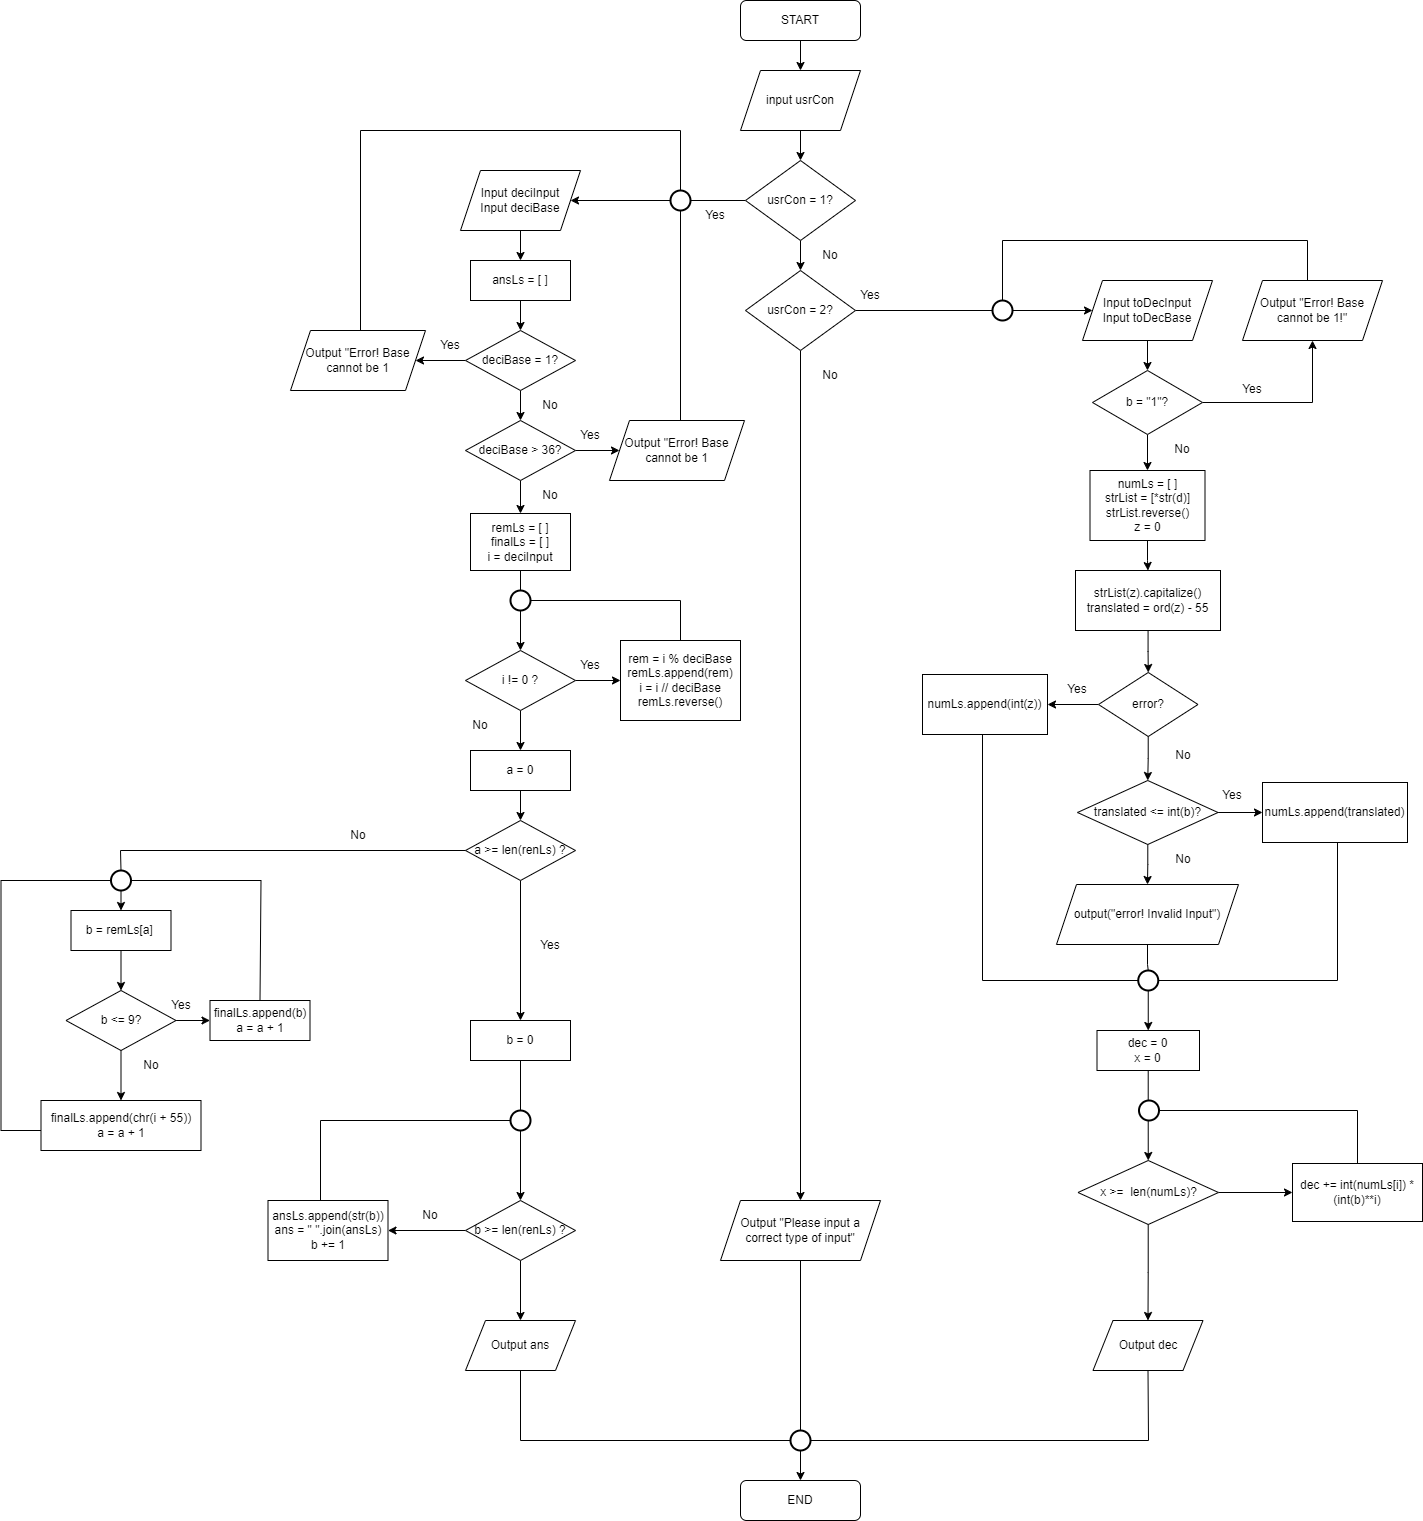 START
input usrCon
usrCon = 1?
Yes
No
Input deciInput
Input deciBase
ansLs = [ ]
deciBase = 1?
Yes
Output "Error! Base
cannot be 1
No
deciBase > 36?
Yes
Output "Error! Base
cannot be 1
No
remLs = [ ]
finalLs = [ ]
i = deciInput
i != 0 ?
Yes
rem = i % deciBase
remLs.append(rem)
i = i // deciBase
remLs.reverse()
No
a = 0
a >= len(renLs) ?
No
b = remLs[a]
b <= 9?
Yes
finalLs.append(b)
a = a + 1
No
finalLs.append(chr(i + 55))
a = a + 1
Yes
b = 0
b >= len(renLs) ?
No
ansLs.append(str(b))
ans = " ".join(ansLs)
b += 1
Output ans
usrCon = 2?
Yes
No
Output "Please input a
correct type of input"
Input toDecInput
Input toDecBase
Output "Error! Base
cannot be 1!"
b = "1"?
Yes
No
numLs = [ ]
strList = [*str(d)]
strList.reverse()
z = 0
strList(z).capitalize()
translated = ord(z) - 55
error?
Yes
numLs.append(int(z))
No
translated <= int(b)?
Yes
numLs.append(translated)
No
output("error! Invalid Input")
dec = 0
x = 0
x >= len(numLs)?
dec += int(numLs[i]) *
(int(b)**i)
Output dec
END